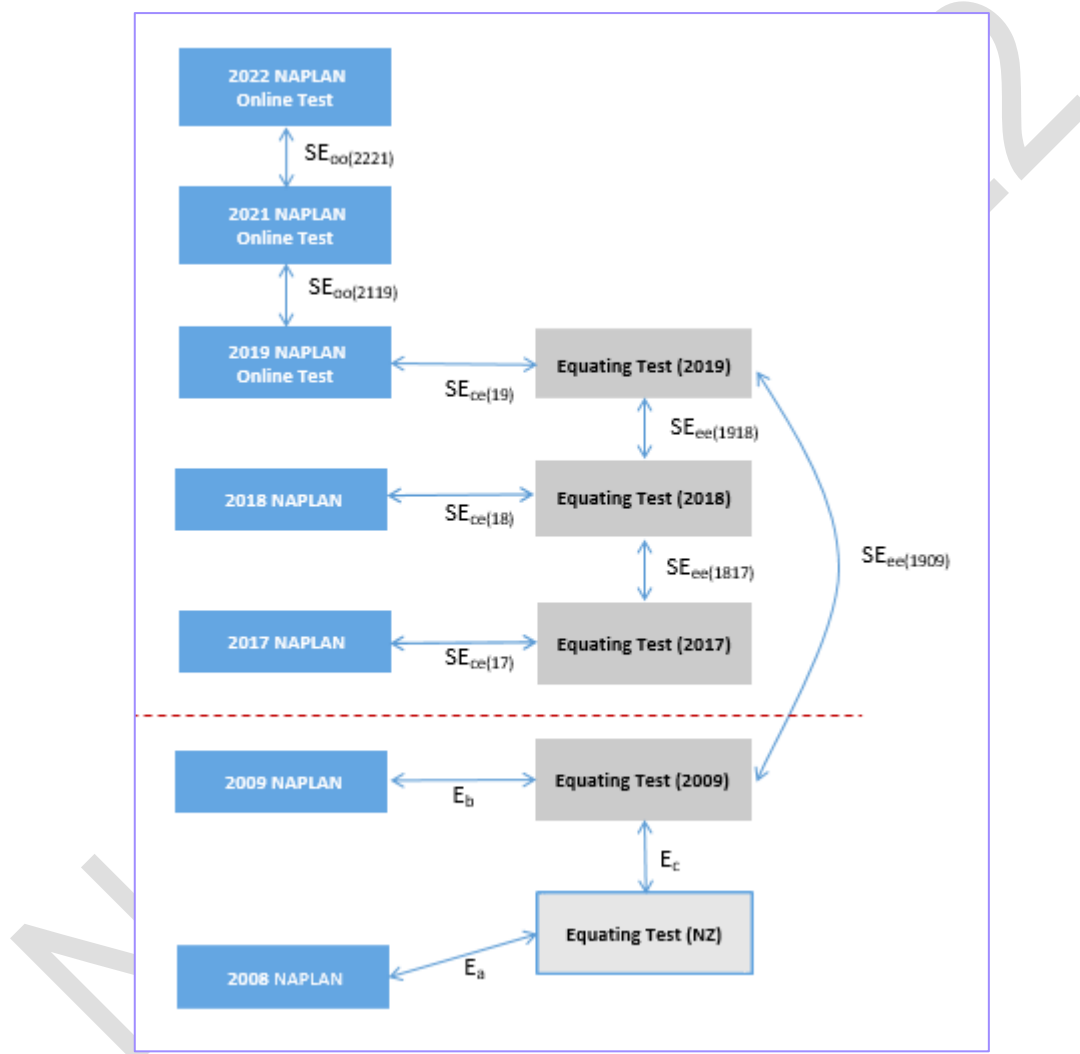 2022 NAPLAN
Online Test
SEoo(2221)
2021 NAPLAN
Online Test
SEoo(2119)
2019 NAPLAN
Online Test
Equating Test (2019)
SEce(19)
SEee(1918)
2018 NAPLAN
Equating Test (2018)
SEce(18)
SEee(1909)
SEee(1817)
2017 NAPLAN
Equating Test (2017)
SEce(17)
2009 NAPLAN
Equating Test (2009)
Eb
Ec
Equating Test (NZ)
2008 NAPLAN
Ea